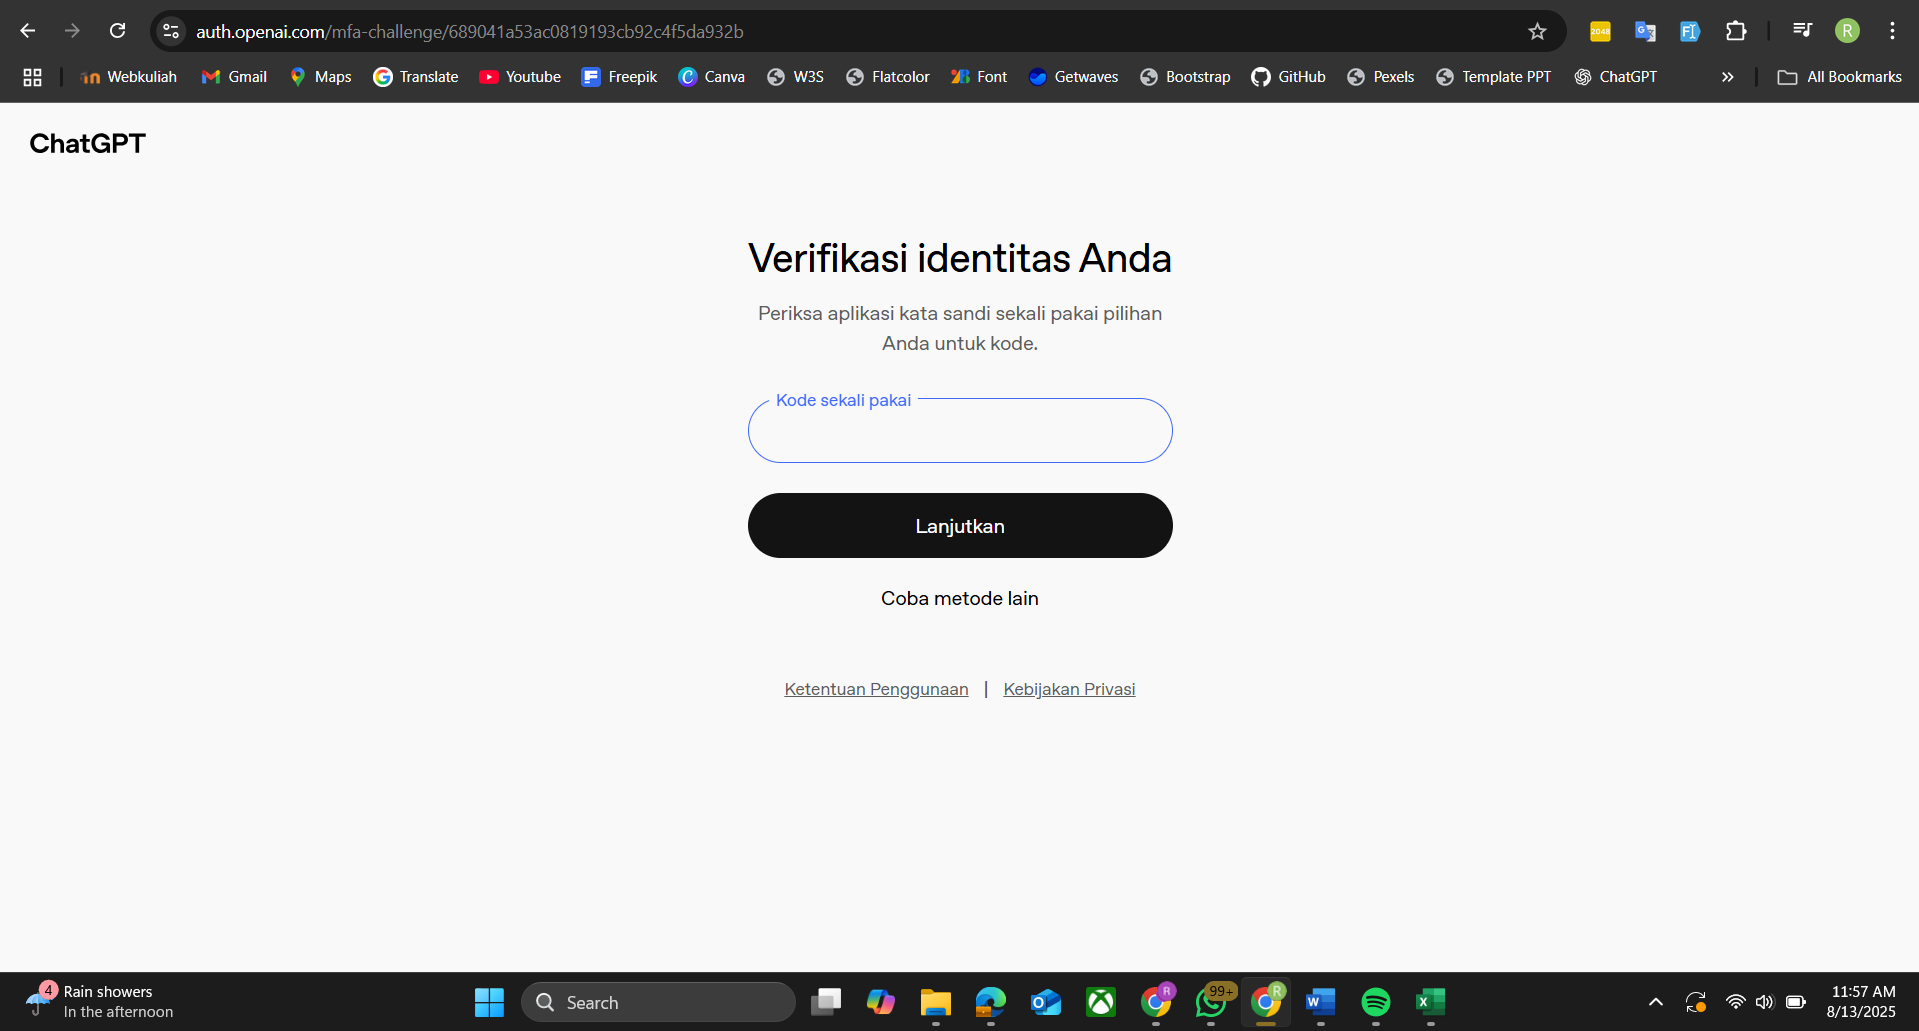 auth.openai.com/mfa-challenge/689041a53ac0819193cb92c4f5da932b
2048
R
Webkuliah
Gmail
Maps
Translate
Youtube
Freepik
Canva
W3S
Flatcolor
Font
Getwaves
Bootstrap
GitHub
Pexels
Template PPT
ChatGPT
All Bookmarks
ChatGPT
Verifikasi identitas Anda
Periksa aplikasi kata sandi sekali pakai pilihan
Anda untuk kode.
Kode sekali pakai
Lanjutkan
Coba metode lain
Ketentuan Penggunaan | Kebijakan Privasi
4
Rain showers
In the afternoon
Search
R
99+
R
11:57 AM
8/13/2025